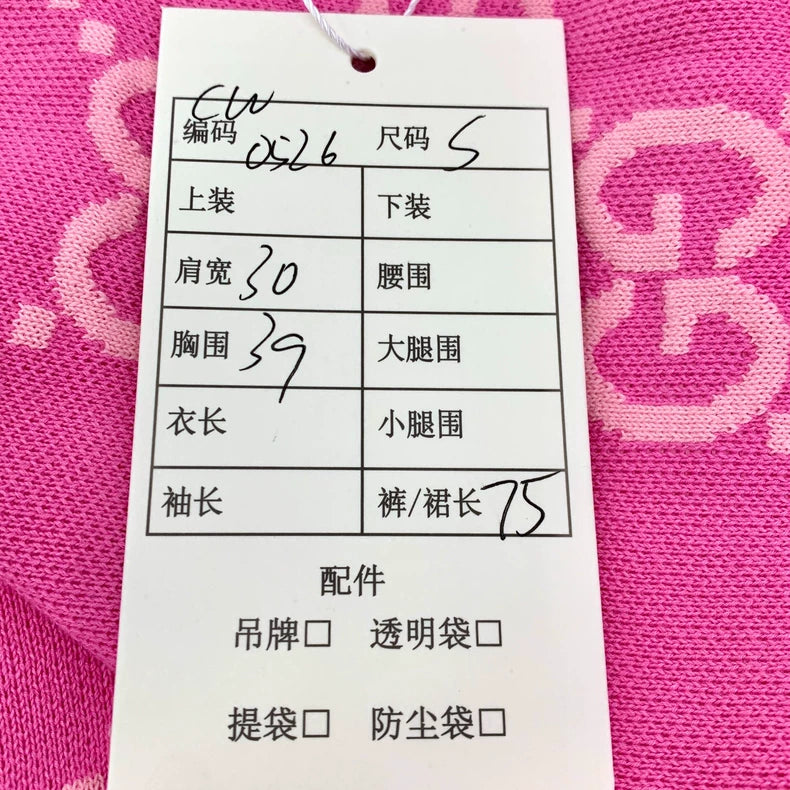 CW
编码 0526 尺码 S
上装 下装
肩宽 30 腰围
胸围 39 大腿围
衣长 小腿围
袖长 裤/裙长 75
配件
吊牌□ 透明袋□
提袋□ 防尘袋□